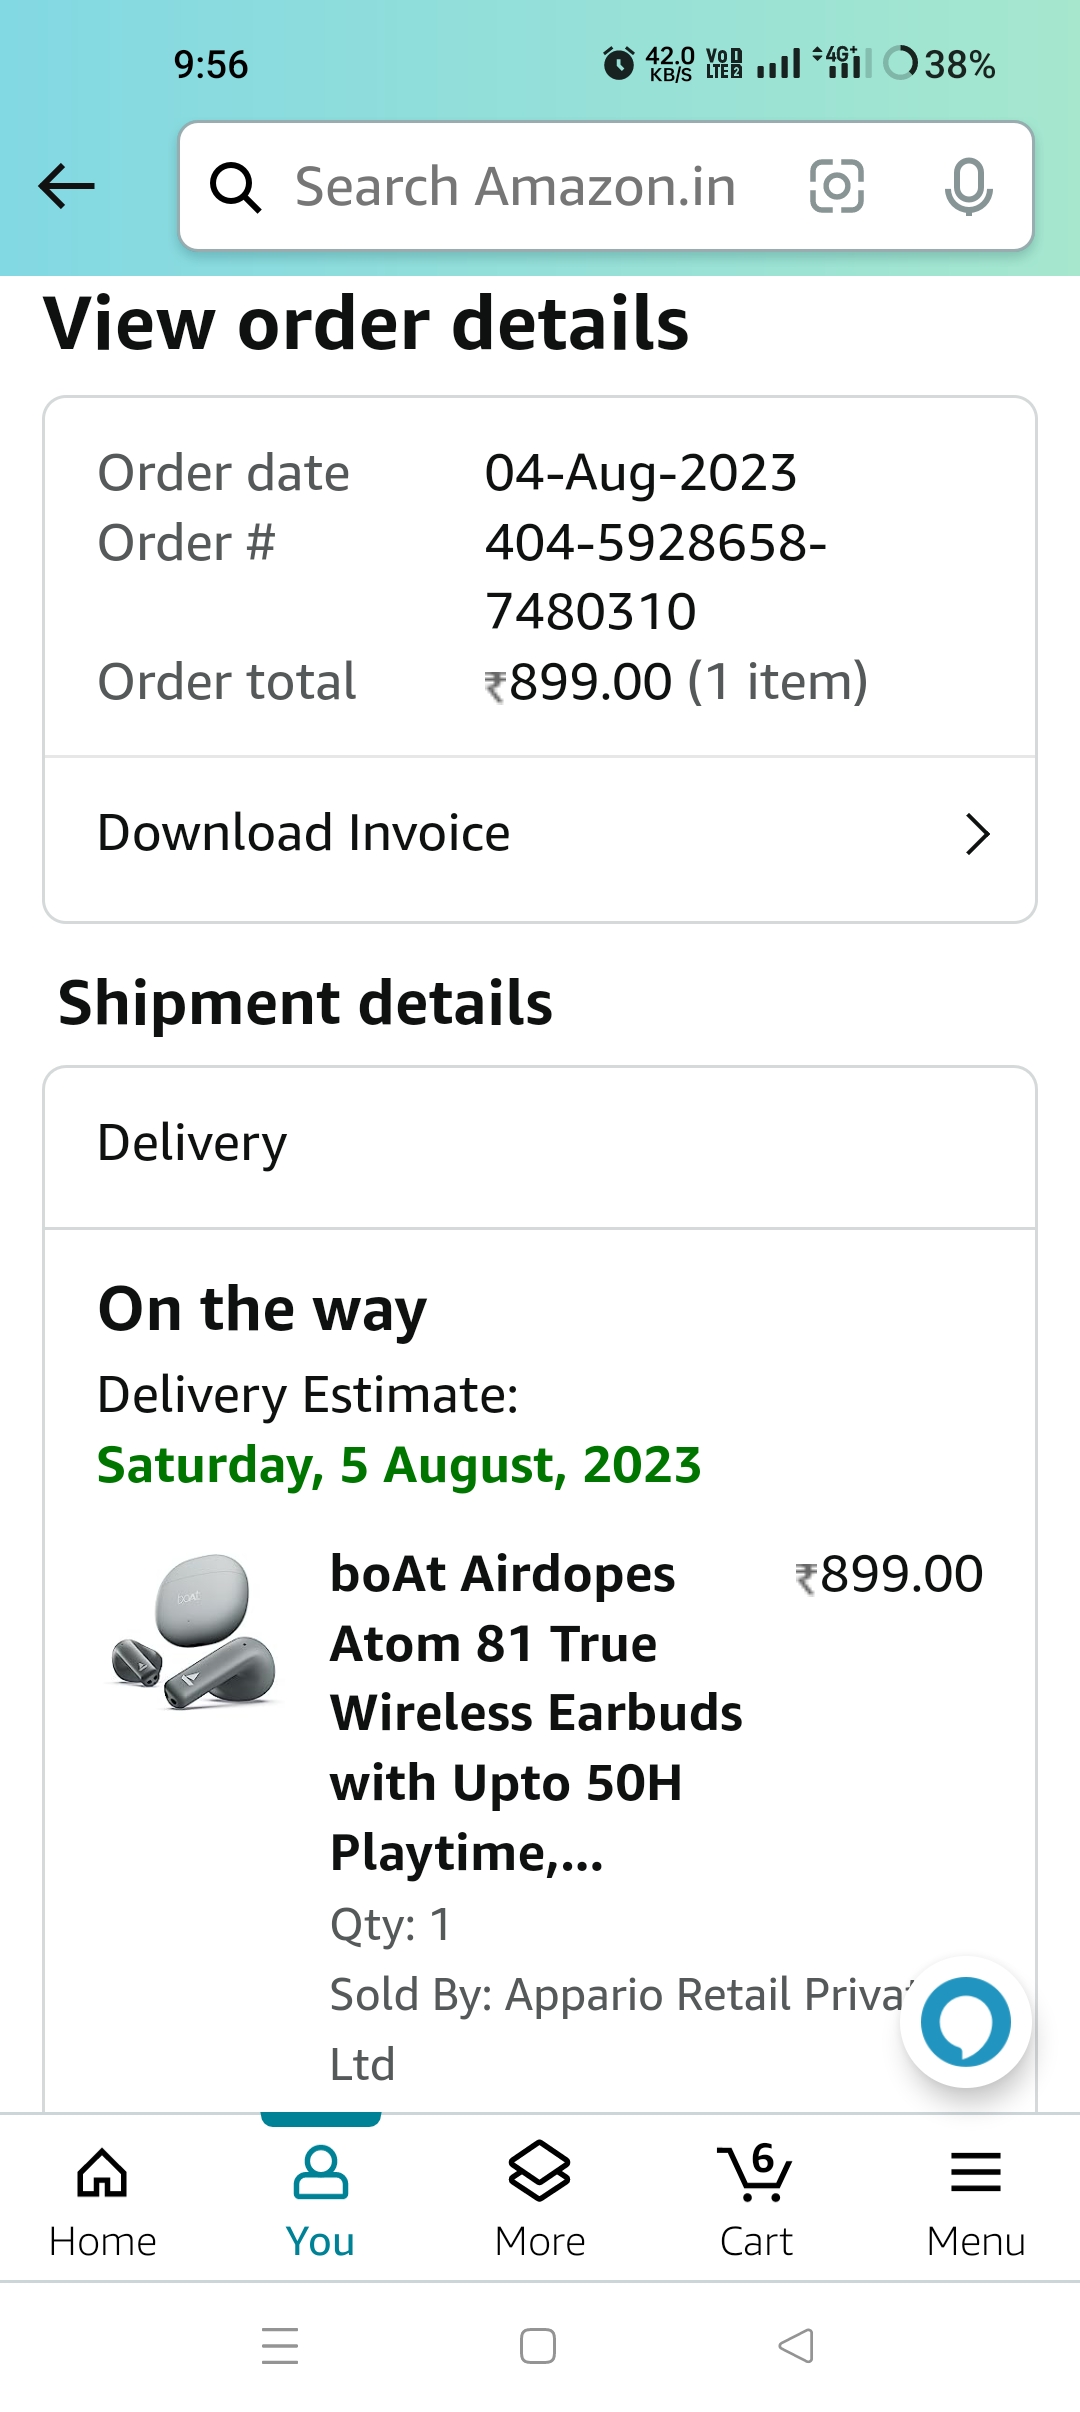 9:56
42.0 KB/S
VoD LTE 2
4G+
38%
Search Amazon.in
View order details
Order date 04-Aug-2023
Order # 404-5928658-
7480310
Order total ₹899.00 (1 item)
Download Invoice
Shipment details
Delivery
On the way
Delivery Estimate:
Saturday, 5 August, 2023
boAt Airdopes ₹899.00
Atom 81 True
Wireless Earbuds
with Upto 50H
Playtime,...
Qty: 1
Sold By: Appario Retail Priva
Ltd
6
Home You More Cart Menu